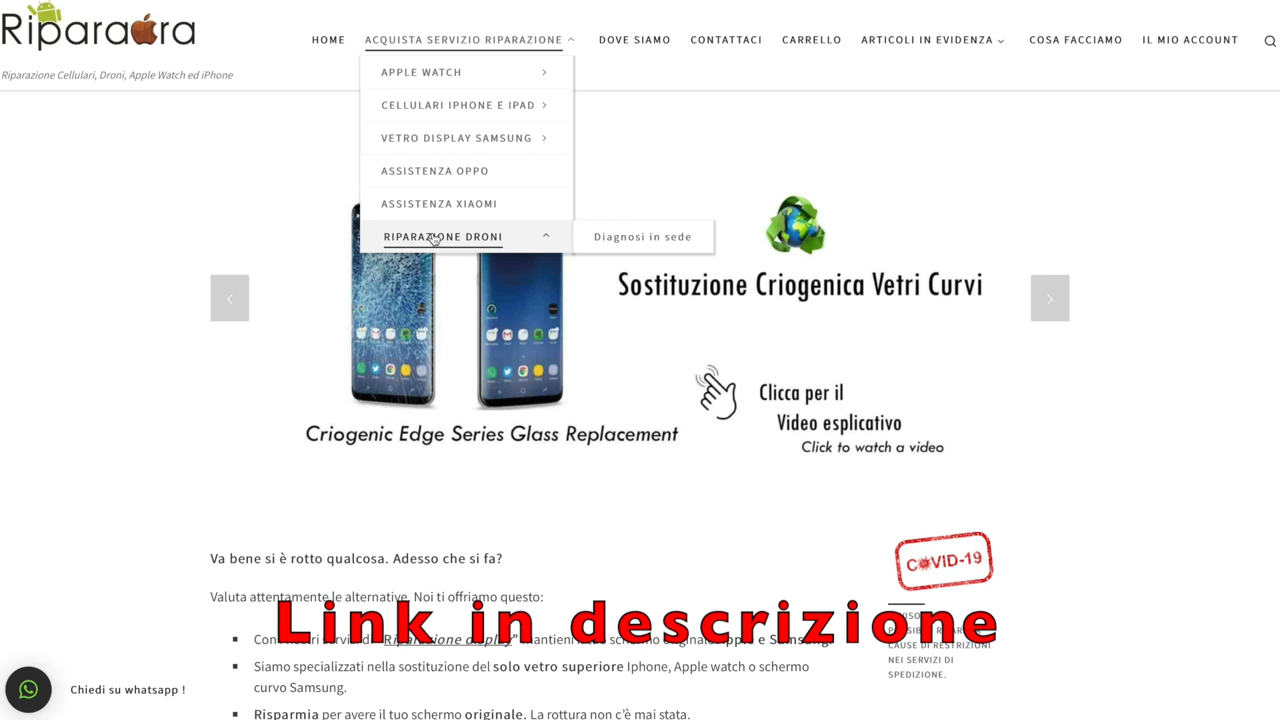 Riparaora
Riparazione Cellulari, Droni, Apple Watch ed iPhone
HOME
ACQUISTA SERVIZIO RIPARAZIONE
DOVE SIAMO
CONTATTACI
CARRELLO
ARTICOLI IN EVIDENZA
COSA FACCIAMO
IL MIO ACCOUNT
APPLE WATCH
CELLULARI IPHONE E IPAD
VETRO DISPLAY SAMSUNG
ASSISTENZA OPPO
ASSISTENZA XIAOMI
RIPARAZIONE DRONI
Diagnosi in sede
Sostituzione Criogenica Vetri Curvi
Clicca per il
Video esplicativo
Click to watch a video
Criogenic Edge Series Glass Replacement
Va bene si è rotto qualcosa. Adesso che si fa?
Valuta attentamente le alternative. Noi ti offriamo questo:
Link in descrizione
Siamo specializzati nella sostituzione del solo vetro superiore Iphone, Apple watch o schermo
curvo Samsung.
Risparmia per avere il tuo schermo originale. La rottura non c'è mai stata.
COVID-19
CAUSE DI RESTRIZIONI
NEI SERVIZI DI
SPEDIZIONE.
Chiedi su whatsapp !